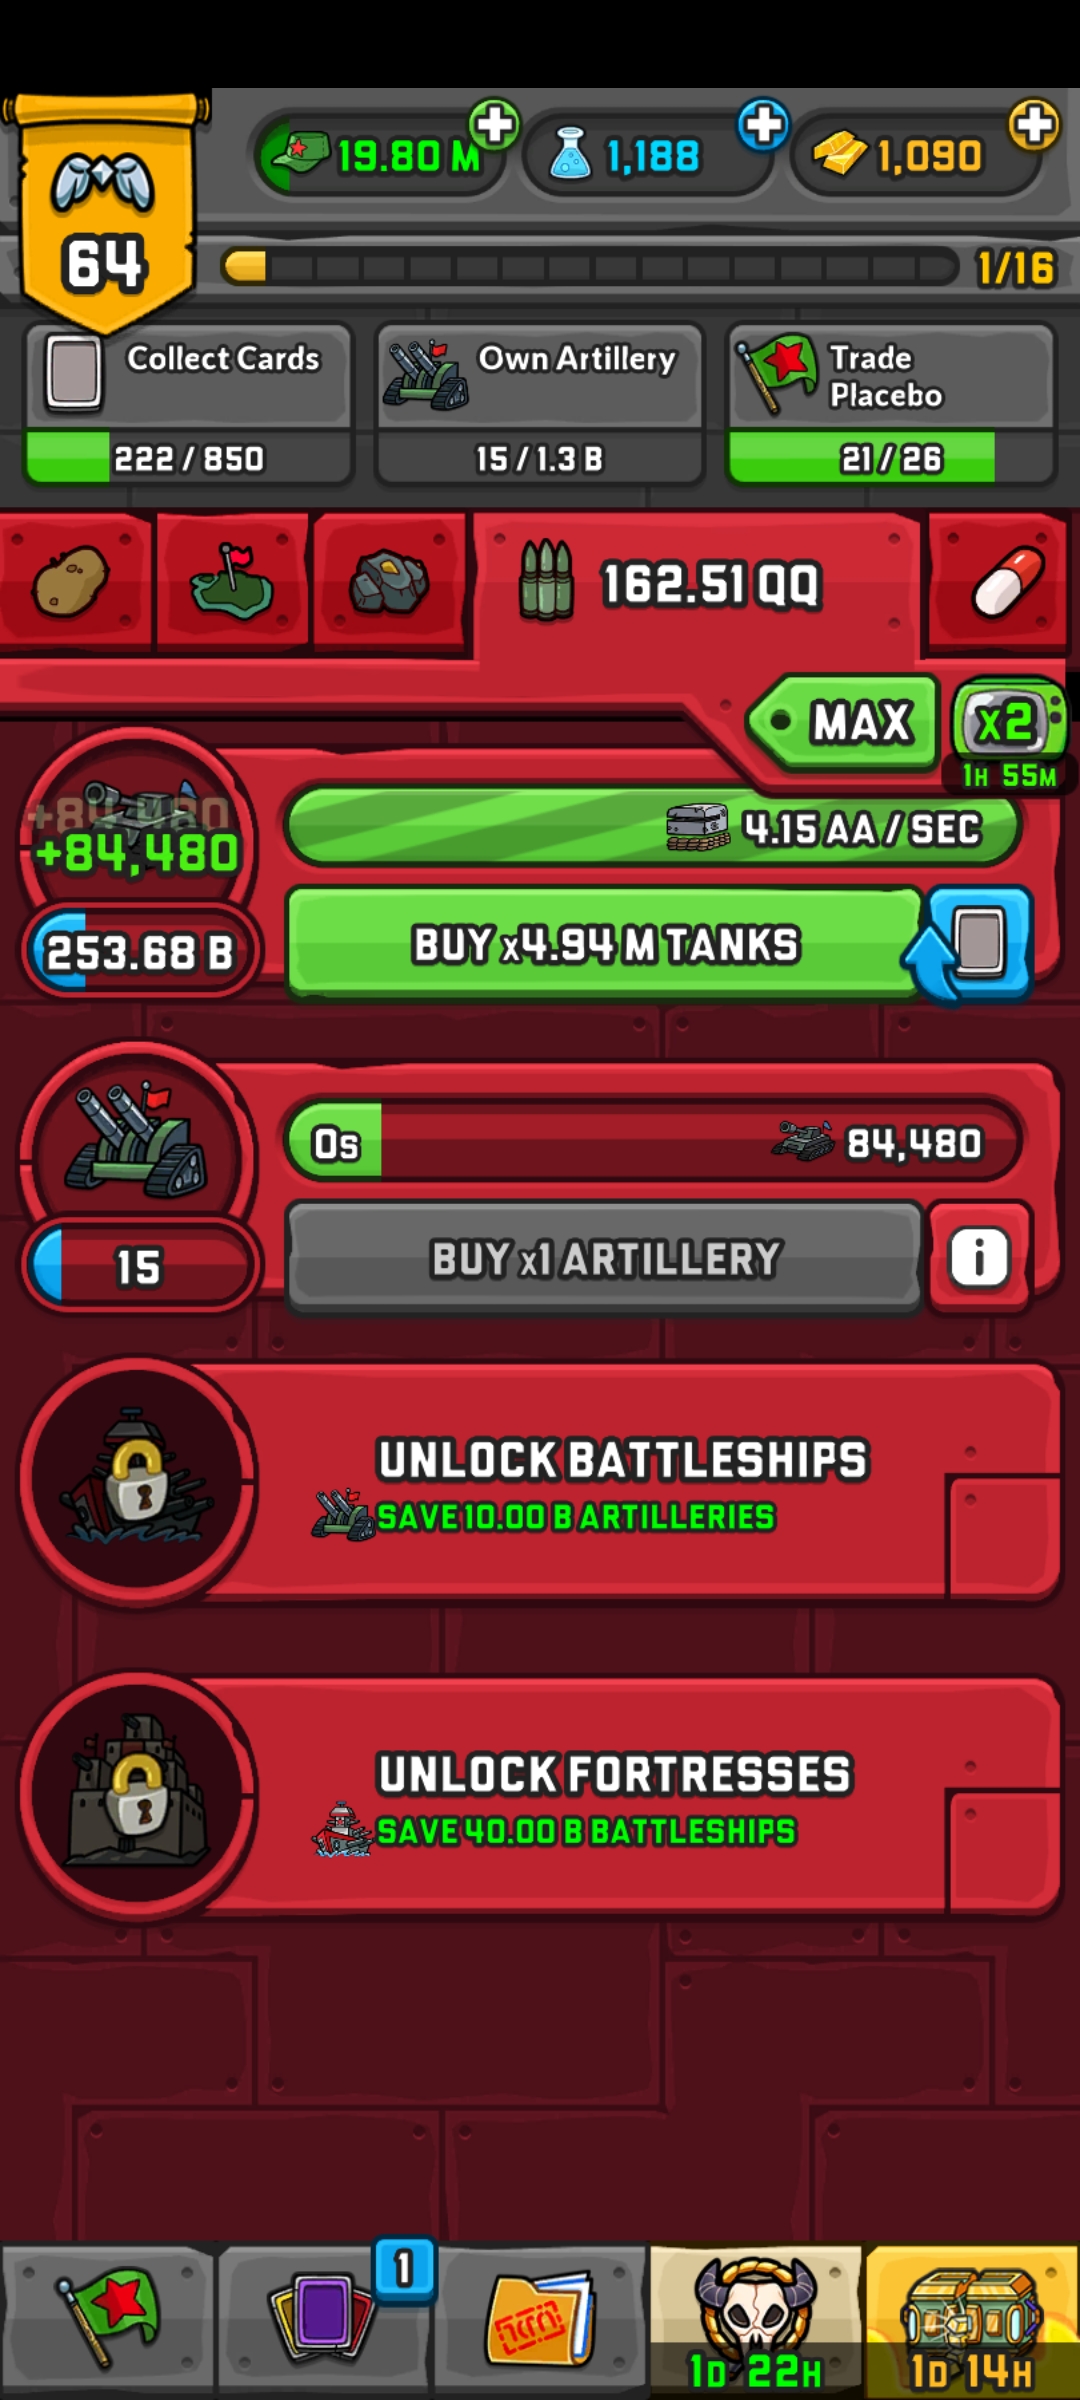 19.80 M
1,188
1,090
64
1/16
Collect Cards
222 / 850
Own Artillery
15 / 1.3 B
Trade
Placebo
21 / 26
162.51 QQ
MAX
x2
1H 55M
+84,480
+84,480
253.68 B
4.15 AA / SEC
BUY x4.94 M TANKS
0s
84,480
15
BUY x1 ARTILLERY
i
UNLOCK BATTLESHIPS
SAVE 10.00 B ARTILLERIES
UNLOCK FORTRESSES
SAVE 40.00 B BATTLESHIPS
1
1D 22H
1D 14H